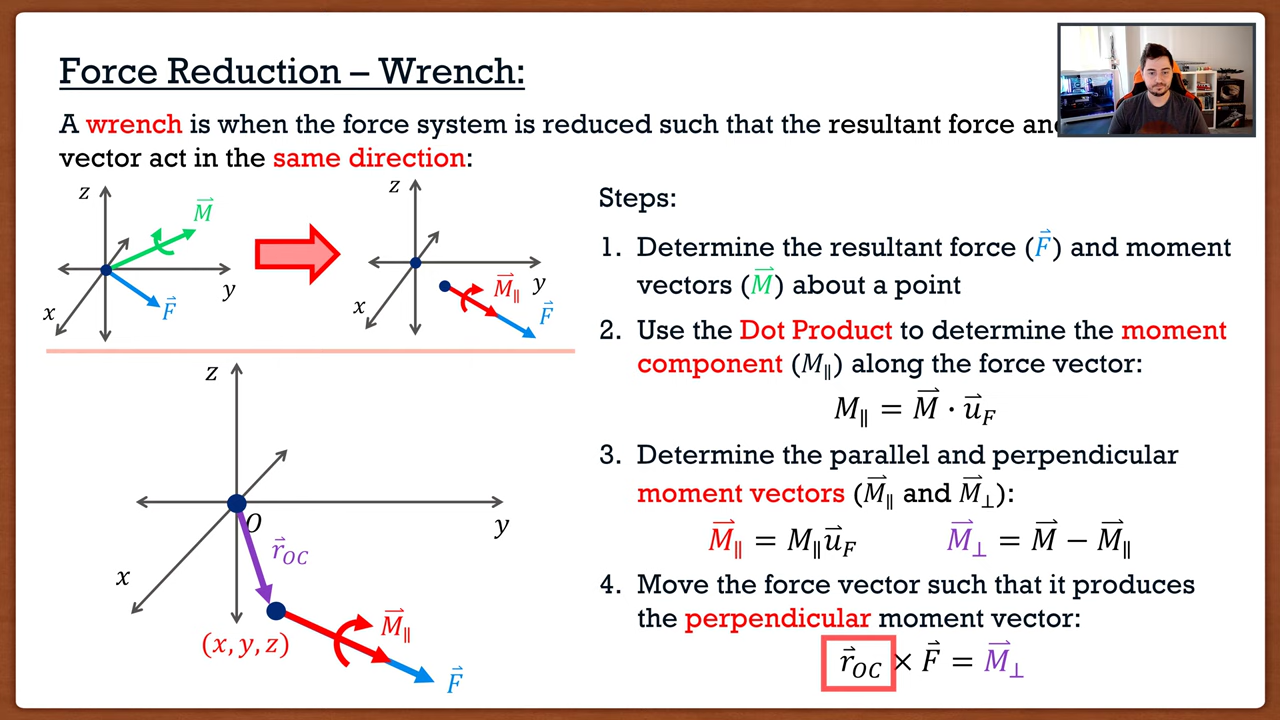 Force Reduction – Wrench:
A wrench is when the force system is reduced such that the resultant force
vector act in the same direction:
z
M⃗
y
x
F⃗
z
y
x
M⃗∥
F⃗
z
y
x
O
r⃗OC
(x, y, z)
M⃗∥
F⃗
Steps:
1. Determine the resultant force (F⃗) and moment
vectors (M⃗) about a point
2. Use the Dot Product to determine the moment
component (M∥) along the force vector:
M∥ = M⃗ · u⃗F
3. Determine the parallel and perpendicular
moment vectors (M⃗∥ and M⃗⊥):
M⃗∥ = M∥u⃗F M⃗⊥ = M⃗ − M⃗∥
4. Move the force vector such that it produces
the perpendicular moment vector:
r⃗OC × F⃗ = M⃗⊥